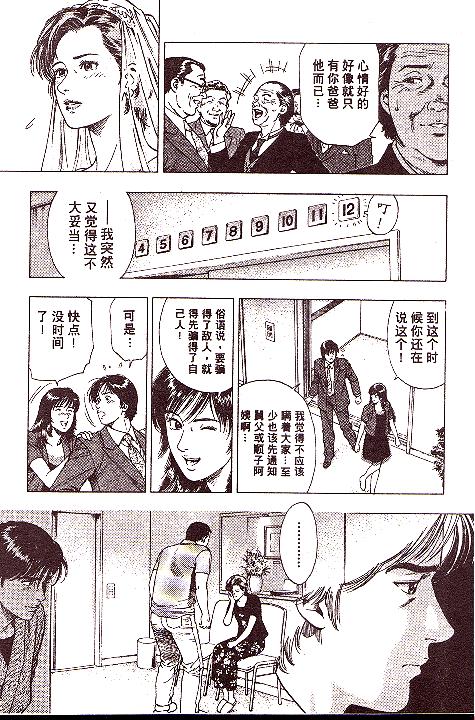 心情好的
好像就只
有你爸爸
他而已…
叮！
12
11
10
9
8
7
6
5
4
——我突然
又觉得这不
大妥当…
到这个时
候你还在
说这个！
我觉得不应该
瞒着大家…至
少也该先通知
舅父或顺子阿
姨啊…
俗语说，要骗
得了敌人，就
得先骗得了自
己人！
可是…
快点！
没时间
了！
………